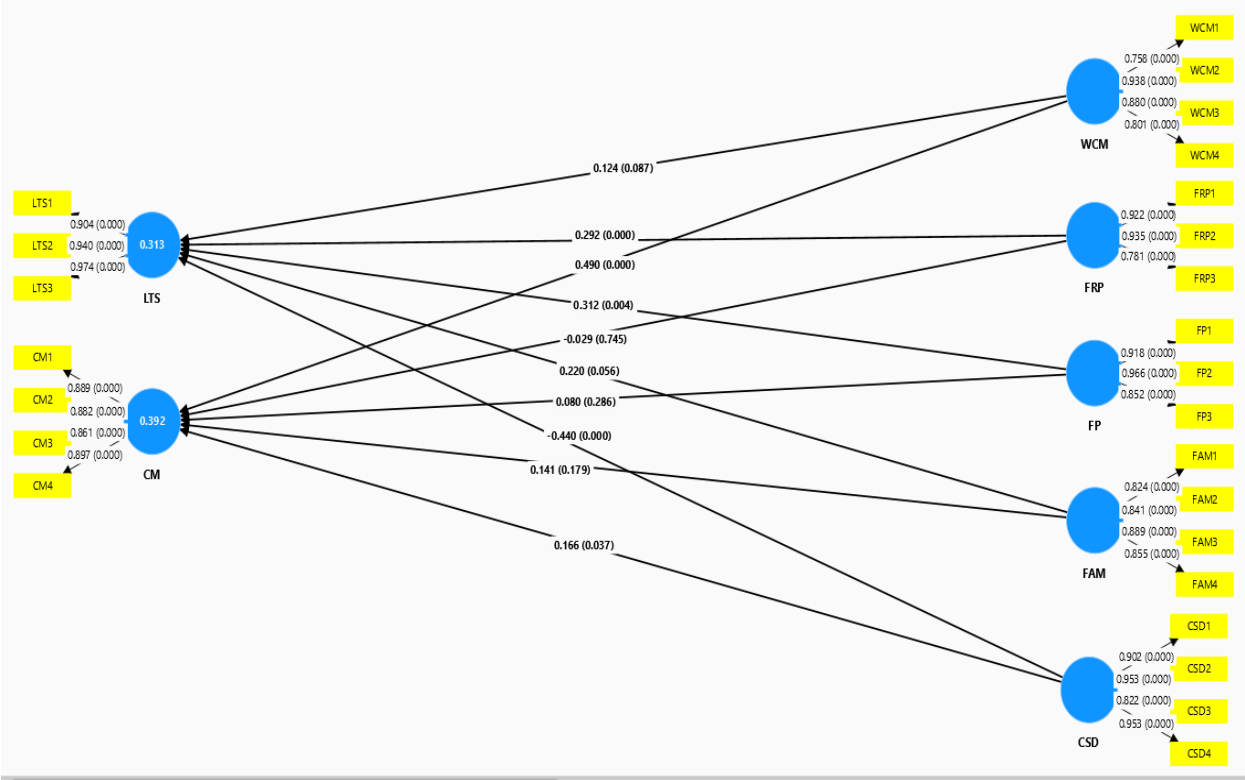 WCM1
0.758 (0.000)
WCM2
0.938 (0.000)
0.880 (0.000)
WCM3
0.801 (0.000)
WCM
WCM4
0.124 (0.087)
FRP1
LTS1
0.922 (0.000)
0.904 (0.000)
0.292 (0.000)
0.935 (0.000)
FRP2
LTS2
0.940 (0.000)
0.313
0.781 (0.000)
0.490 (0.000)
0.974 (0.000)
FRP3
LTS3
FRP
LTS
0.312 (0.004)
FP1
-0.029 (0.745)
0.918 (0.000)
CM1
0.220 (0.056)
0.966 (0.000)
FP2
0.889 (0.000)
0.852 (0.000)
CM2
0.080 (0.286)
0.882 (0.000)
FP3
0.392
FP
0.861 (0.000)
CM3
-0.440 (0.000)
0.897 (0.000)
FAM1
0.141 (0.179)
CM
CM4
0.824 (0.000)
FAM2
0.841 (0.000)
0.889 (0.000)
FAM3
0.166 (0.037)
0.855 (0.000)
FAM
FAM4
CSD1
0.902 (0.000)
CSD2
0.953 (0.000)
0.822 (0.000)
CSD3
0.953 (0.000)
CSD
CSD4